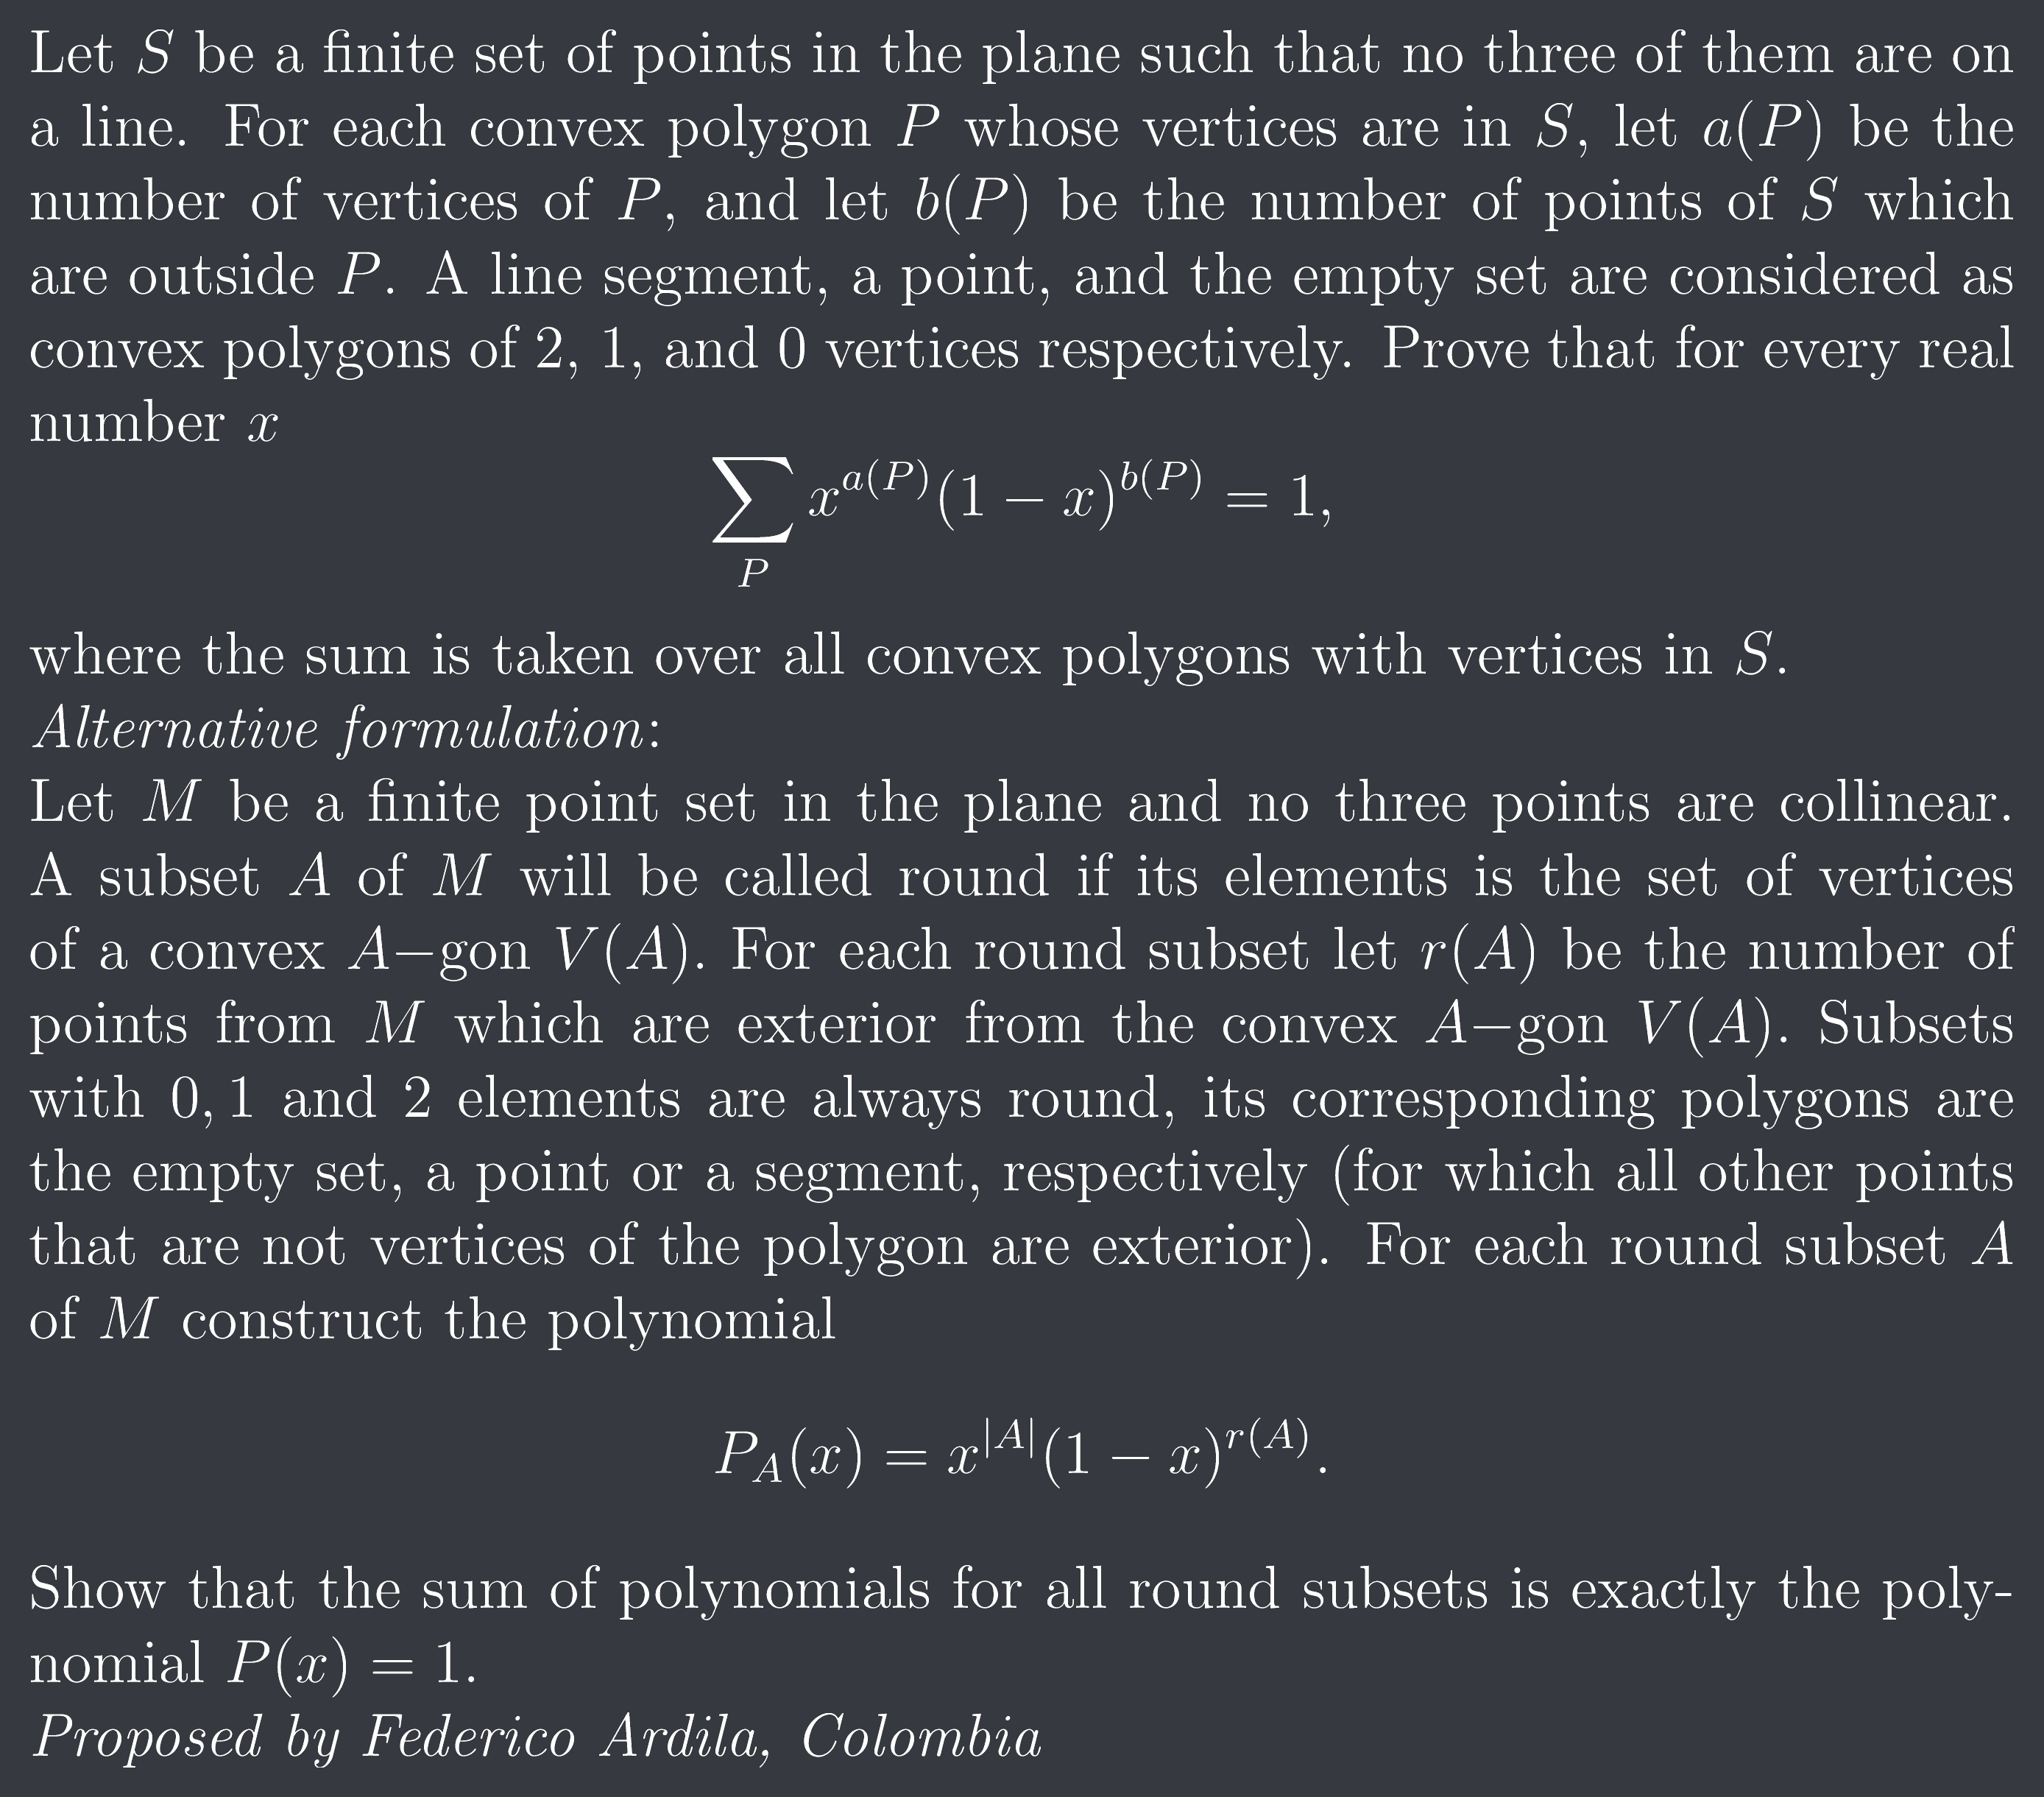 Let S be a finite set of points in the plane such that no three of them are on
a line. For each convex polygon P whose vertices are in S, let a(P) be the
number of vertices of P, and let b(P) be the number of points of S which
are outside P. A line segment, a point, and the empty set are considered as
convex polygons of 2, 1, and 0 vertices respectively. Prove that for every real
number x
$$\sum_{P} x^{a(P)}(1-x)^{b(P)} = 1,$$
where the sum is taken over all convex polygons with vertices in S.
Alternative formulation:
Let M be a finite point set in the plane and no three points are collinear.
A subset A of M will be called round if its elements is the set of vertices
of a convex A−gon V(A). For each round subset let r(A) be the number of
points from M which are exterior from the convex A−gon V(A). Subsets
with 0, 1 and 2 elements are always round, its corresponding polygons are
the empty set, a point or a segment, respectively (for which all other points
that are not vertices of the polygon are exterior). For each round subset A
of M construct the polynomial
$$P_A(x) = x^{|A|}(1-x)^{r(A)}.$$
Show that the sum of polynomials for all round subsets is exactly the poly-
nomial P(x) = 1.
Proposed by Federico Ardila, Colombia